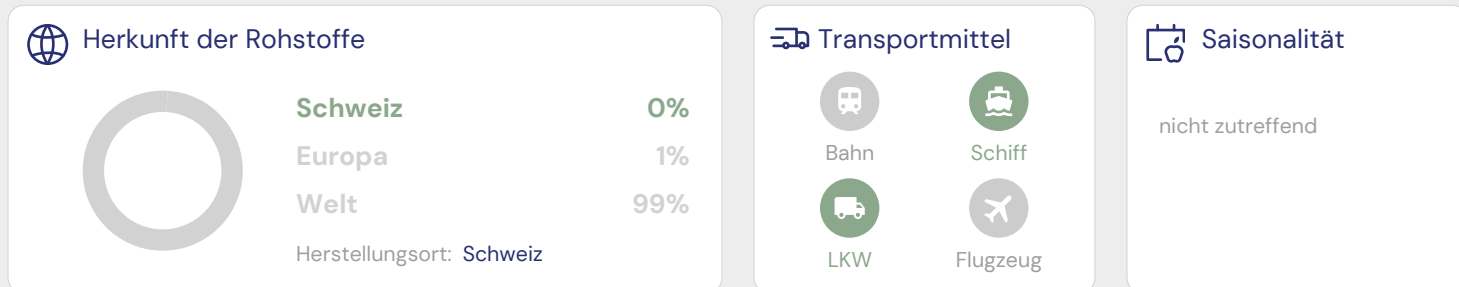 Herkunft der Rohstoffe
Schweiz 0%
Europa 1%
Welt 99%
Herstellungsort: Schweiz
Transportmittel
Bahn Schiff
LKW Flugzeug
Saisonalität
nicht zutreffend